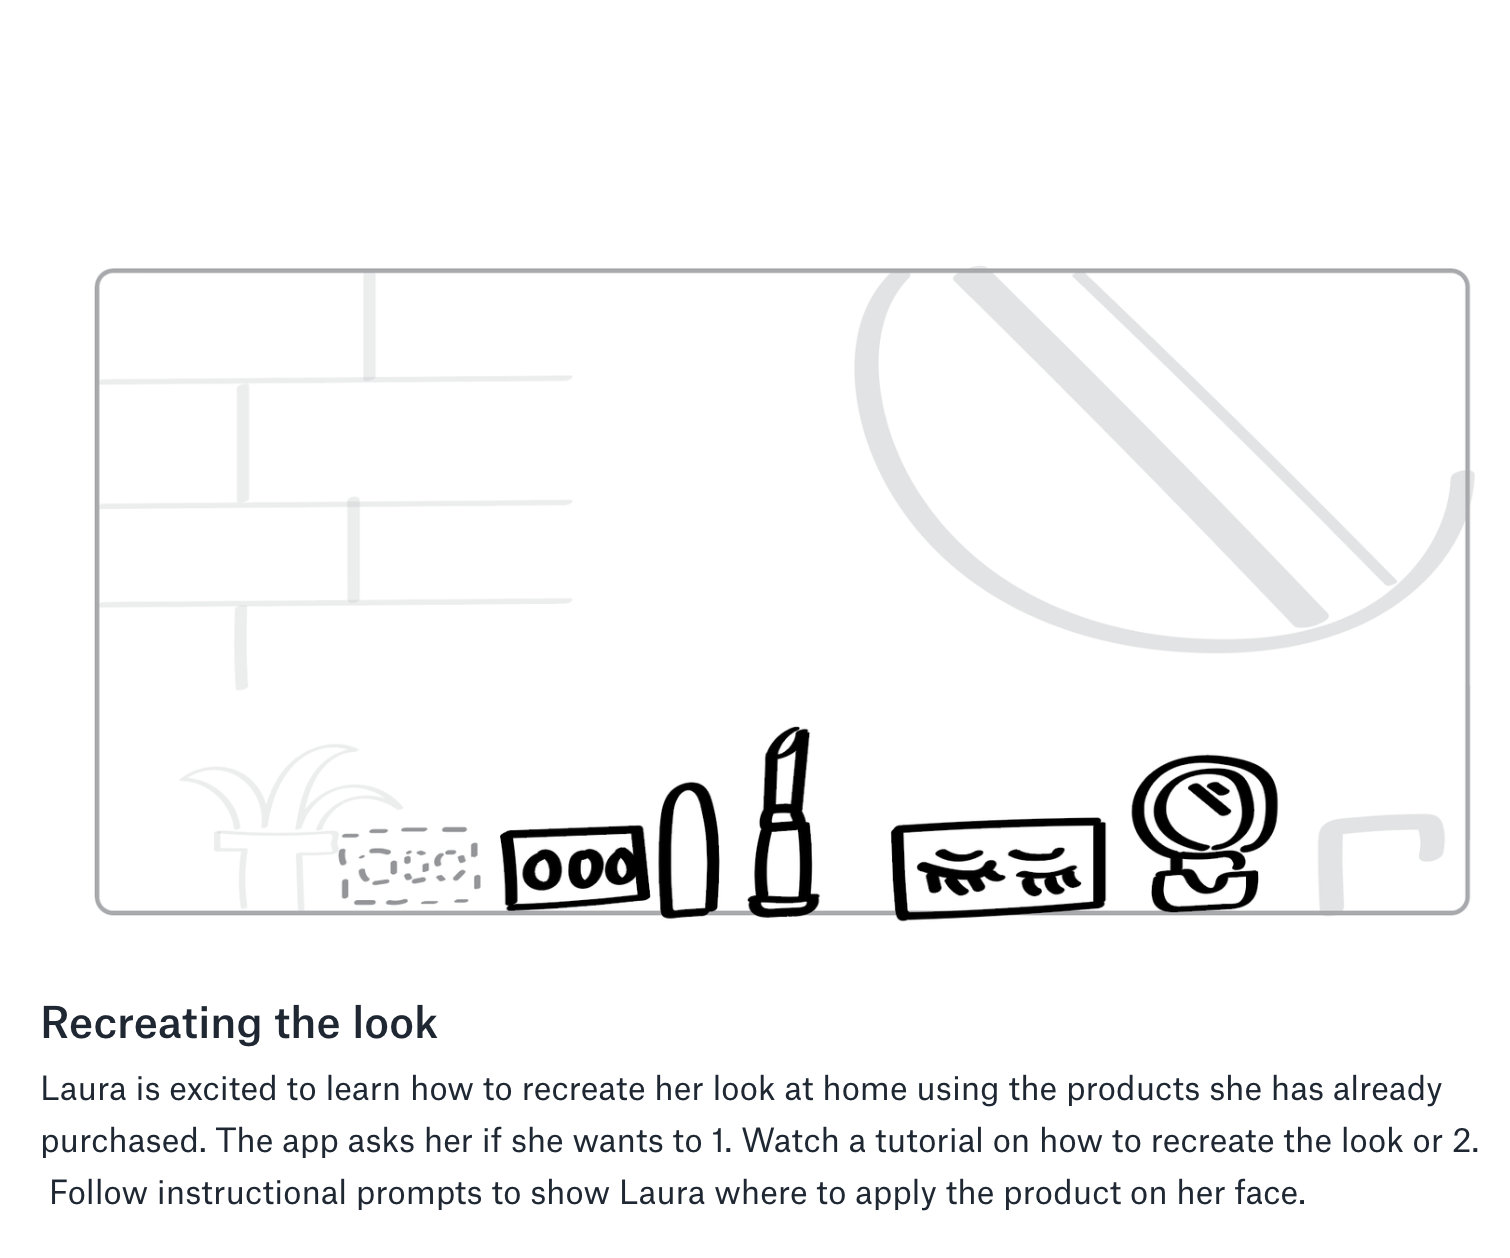 Recreating the look
Laura is excited to learn how to recreate her look at home using the products she has already
purchased. The app asks her if she wants to 1. Watch a tutorial on how to recreate the look or 2.
Follow instructional prompts to show Laura where to apply the product on her face.